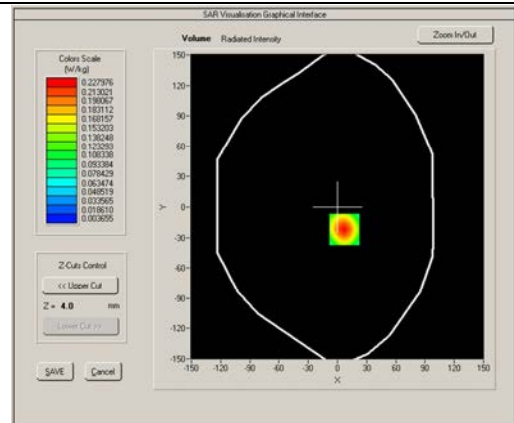 SAR Visualisation Graphical Interface
Volume Radiated Intensity
Zoom In/Out
Colors Scale
(W/kg)
0.227976
0.213021
0.198067
0.183112
0.168157
0.153203
0.138248
0.123293
0.108338
0.093384
0.078429
0.063474
0.048519
0.033565
0.018610
0.003655
Z-Cuts Control
<< Upper Cut
Z = 4.0 mm
Lower Cut >>
SAVE
Cancel
150
120
90
60
30
Y
0
-30
-60
-90
-120
-150
-150 -120 -90 -60 -30 0 30 60 90 120 150
X